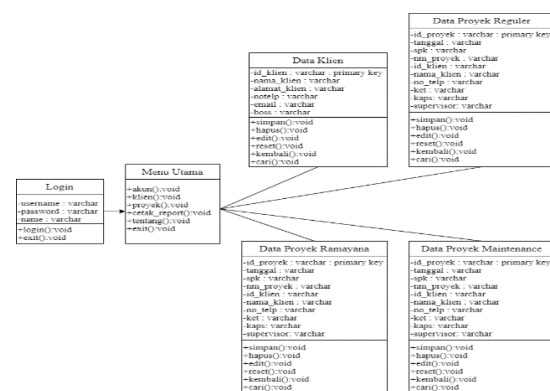 Login
-username : varchar
-password : varchar
-name : varchar
+login():void
+exit():void
Menu Utama
+akun():void
+klien():void
+proyek():void
+cetak_report():void
+tentang():void
+exit():void
Data Klien
-id_klien : varchar : primary key
-nama_klien : varchar
-alamat_klien : varchar
-notelp : varchar
-email : varchar
-boss : varchar
+simpan():void
+hapus():void
+edit():void
+reset():void
+kembali():void
+cari():void
Data Proyek Reguler
-id_proyek : varchar : primary key
-tanggal : varchar
-spk : varchar
-nm_proyek : varchar
-id_klien : varchar
-nama_klien : varchar
-no_telp : varchar
-ket : varchar
-kaps : varchar
-supervisor: varchar
+simpan():void
+hapus():void
+edit():void
+reset():void
+kembali():void
+cari():void
Data Proyek Ramayana
-id_proyek : varchar : primary key
-tanggal : varchar
-spk : varchar
-nm_proyek : varchar
-id_klien : varchar
-nama_klien : varchar
-no_telp : varchar
-ket : varchar
-kaps : varchar
-supervisor : varchar
+simpan():void
+hapus():void
+edit():void
+reset():void
+kembali():void
+cari():void
Data Proyek Maintenance
-id_proyek : varchar : primary key
-tanggal : varchar
-spk : varchar
-nm_proyek : varchar
-id_klien : varchar
-nama_klien : varchar
-no_telp : varchar
-ket : varchar
-kaps : varchar
-supervisor : varchar
+simpan():void
+hapus():void
+edit():void
+reset():void
+kembali():void
+cari():void